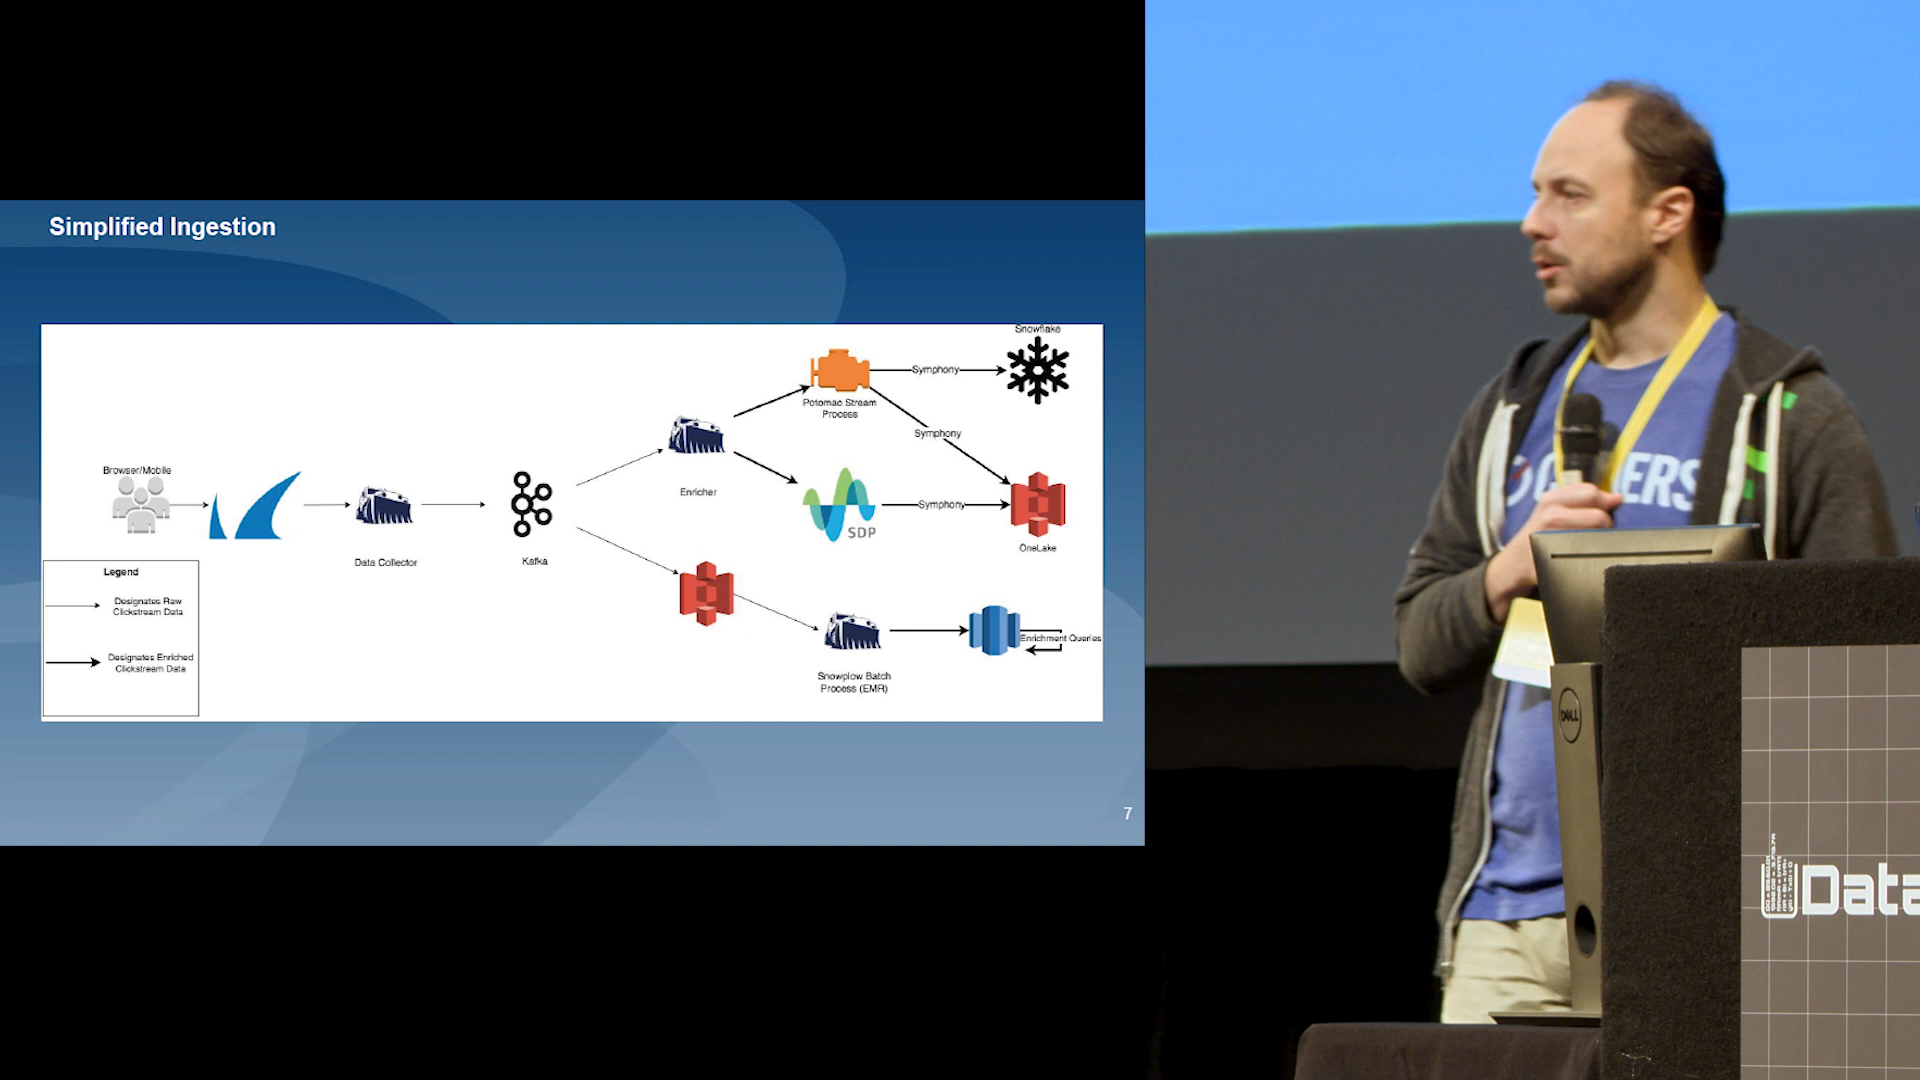 Simplified Ingestion
Snowflake
Symphony
Potomac Stream
Process
Symphony
Browser/Mobile
Enricher
SDP
Symphony
OneLake
Data Collector
Kafka
Legend
Designates Raw
Clickstream Data
Designates Enriched
Clickstream Data
Enrichment Queries
Snowplow Batch
Process (EMR)
7
DELL
Data